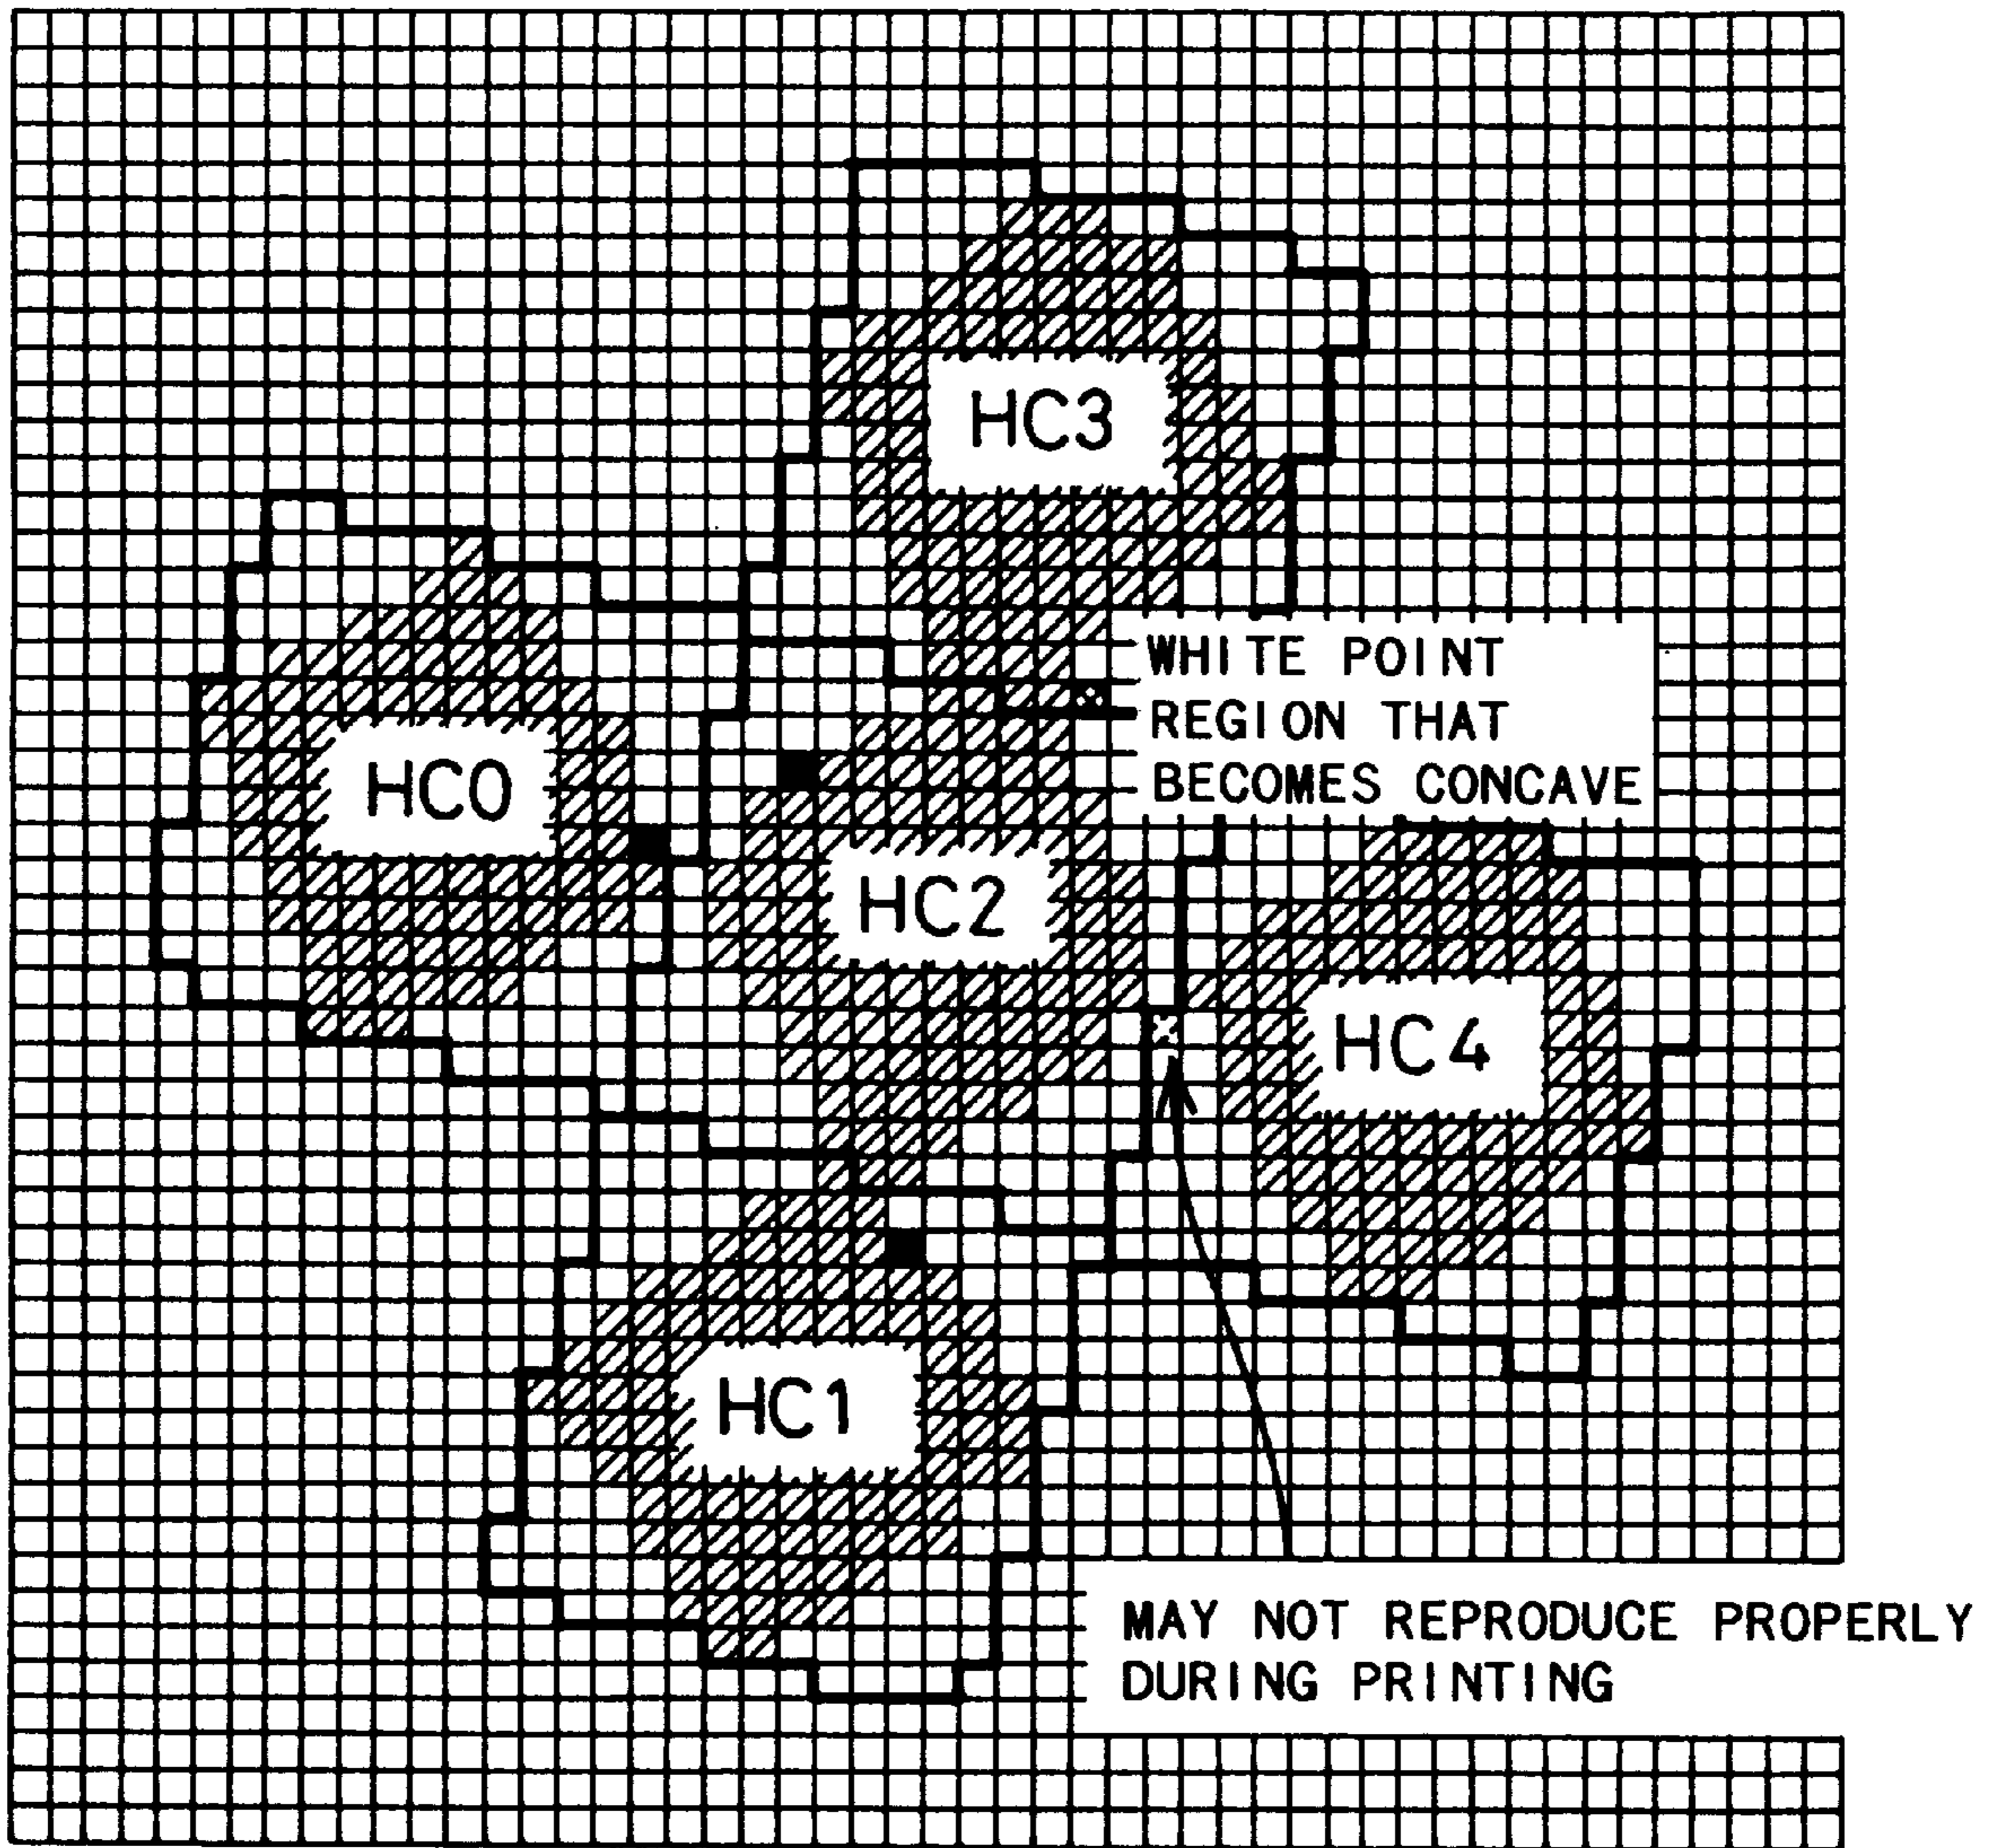 HC3
WHITE POINT
REGION THAT
BECOMES CONCAVE
HC0
HC2
HC4
HC1
MAY NOT REPRODUCE PROPERLY
DURING PRINTING